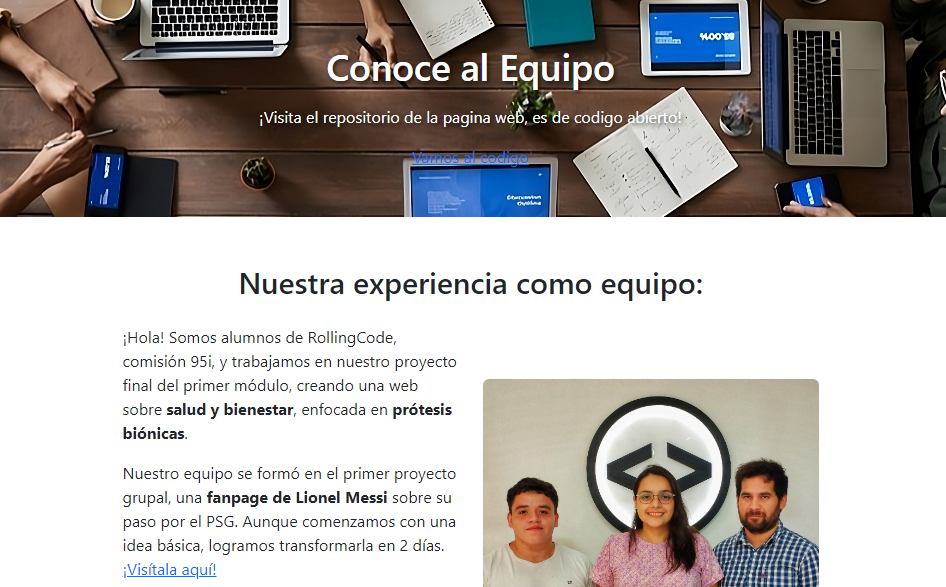 Conoce al Equipo
¡Visita el repositorio de la pagina web, es de codigo abierto!
Vamos al codigo
Nuestra experiencia como equipo:
¡Hola! Somos alumnos de RollingCode,
comisión 95i, y trabajamos en nuestro proyecto
final del primer módulo, creando una web
sobre salud y bienestar, enfocada en prótesis
biónicas.
Nuestro equipo se formó en el primer proyecto
grupal, una fanpage de Lionel Messi sobre su
paso por el PSG. Aunque comenzamos con una
idea básica, logramos transformarla en 2 días.
¡Visítala aquí!